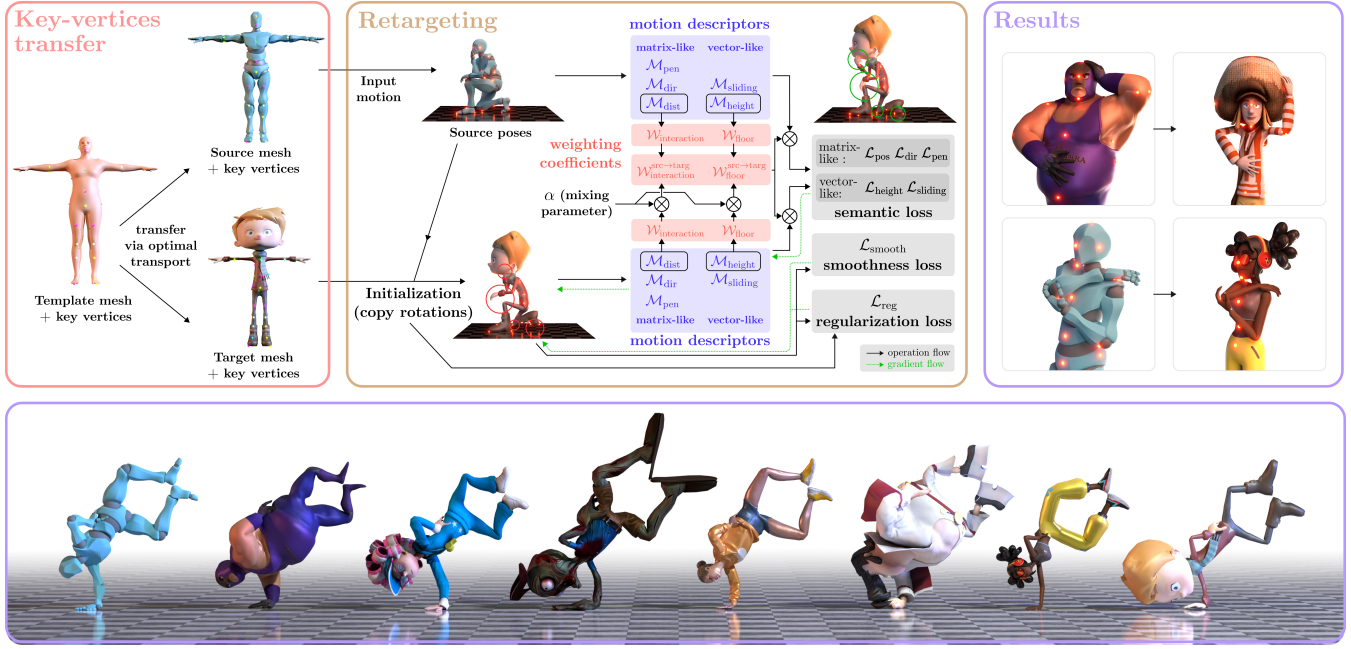 Key-vertices
transfer
Source mesh
+ key vertices
Template mesh
+ key vertices
transfer
via optimal
transport
Target mesh
+ key vertices
Retargeting
Input
motion
Source poses
Initialization
(copy rotations)
motion descriptors
matrix-like vector-like
𝓜pen
𝓜dir 𝓜sliding
𝓜dist 𝓜height
weighting
coefficients
𝓦interaction 𝓦floor
𝓦interaction^src→targ 𝓦floor^src→targ
α (mixing
parameter)
𝓦interaction 𝓦floor
𝓜dist 𝓜height
𝓜dir 𝓜sliding
𝓜pen
matrix-like vector-like
motion descriptors
matrix-
like : 𝓛pos 𝓛dir 𝓛pen
vector-
like: 𝓛height 𝓛sliding
semantic loss
𝓛smooth
smoothness loss
𝓛reg
regularization loss
operation flow
gradient flow
Results